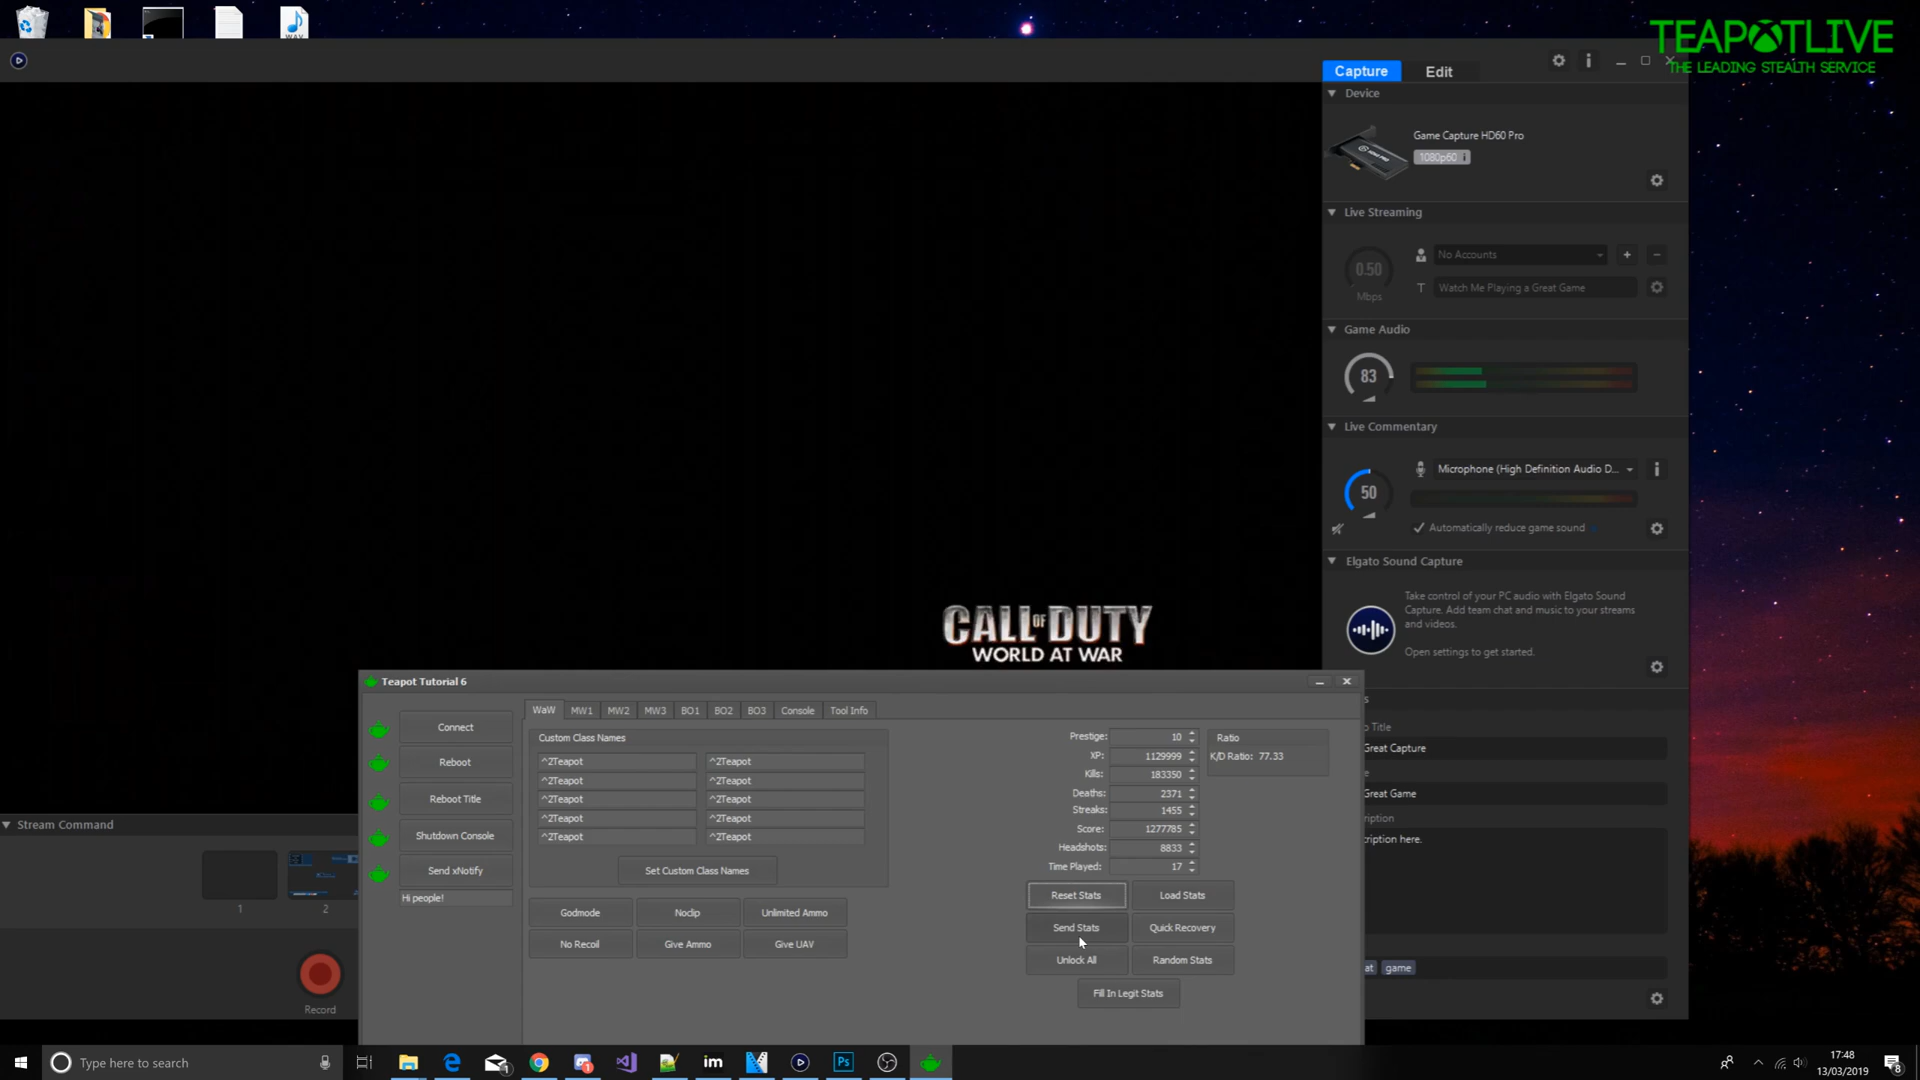 TEAPOTLIVE
THE LEADING STEALTH SERVICE
Capture
Edit
Device
Game Capture HD60 Pro
1080p60 i
Live Streaming
0.50
Mbps
No Accounts
T Watch Me Playing a Great Game
Game Audio
83
Live Commentary
50
Microphone (High Definition Audio D...
Automatically reduce game sound
Elgato Sound Capture
Take control of your PC audio with Elgato Sound
Capture. Add team chat and music to your streams
and videos.
Open settings to get started.
CALL OF DUTY
WORLD AT WAR
Teapot Tutorial 6
Connect
Reboot
Reboot Title
Shutdown Console
Send xNotify
Hi people!
WaW MW1 MW2 MW3 BO1 BO2 BO3 Console Tool Info
Custom Class Names
^2Teapot ^2Teapot
^2Teapot ^2Teapot
^2Teapot ^2Teapot
^2Teapot ^2Teapot
^2Teapot ^2Teapot
Set Custom Class Names
Godmode Noclip Unlimited Ammo
No Recoil Give Ammo Give UAV
Prestige: 10
XP: 1129999
Kills: 183350
Deaths: 2371
Streaks: 1455
Score: 1277785
Headshots: 8833
Time Played: 17
Ratio
K/D Ratio: 77.33
Reset Stats Load Stats
Send Stats Quick Recovery
Unlock All Random Stats
Fill In Legit Stats
s
o Title
Great Capture
e
Great Game
ription
cription here.
at game
Stream Command
1 2
Record
Type here to search
1
im
Ps
17:48
13/03/2019
8